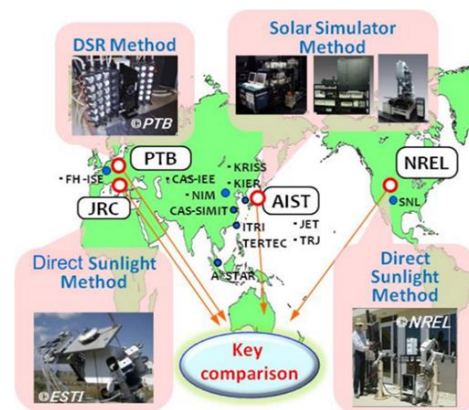 DSR Method
©PTB
Solar Simulator
Method
PTB
FH-ISE
JRC
CAS-IEE
NIM
CAS-SIMIT
KRISS
KIER
AIST
ITRI
TERTEC
A-STAR
JET
TRJ
NREL
SNL
Direct Sunlight
Method
©ESTI
Key
comparison
Direct
Sunlight
Method
©NREL